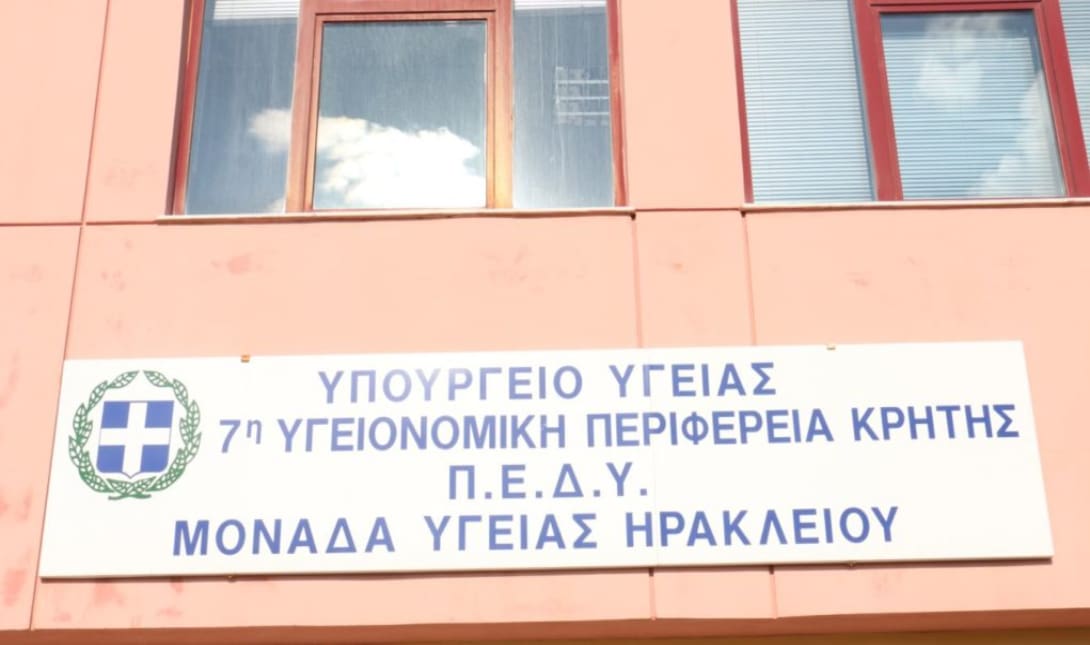 ΥΠΟΥΡΓΕΙΟ ΥΓΕΙΑΣ
7η ΥΓΕΙΟΝΟΜΙΚΗ ΠΕΡΙΦΕΡΕΙΑ ΚΡΗΤΗΣ
Π.Ε.Δ.Υ.
ΜΟΝΑΔΑ ΥΓΕΙΑΣ ΗΡΑΚΛΕΙΟΥ